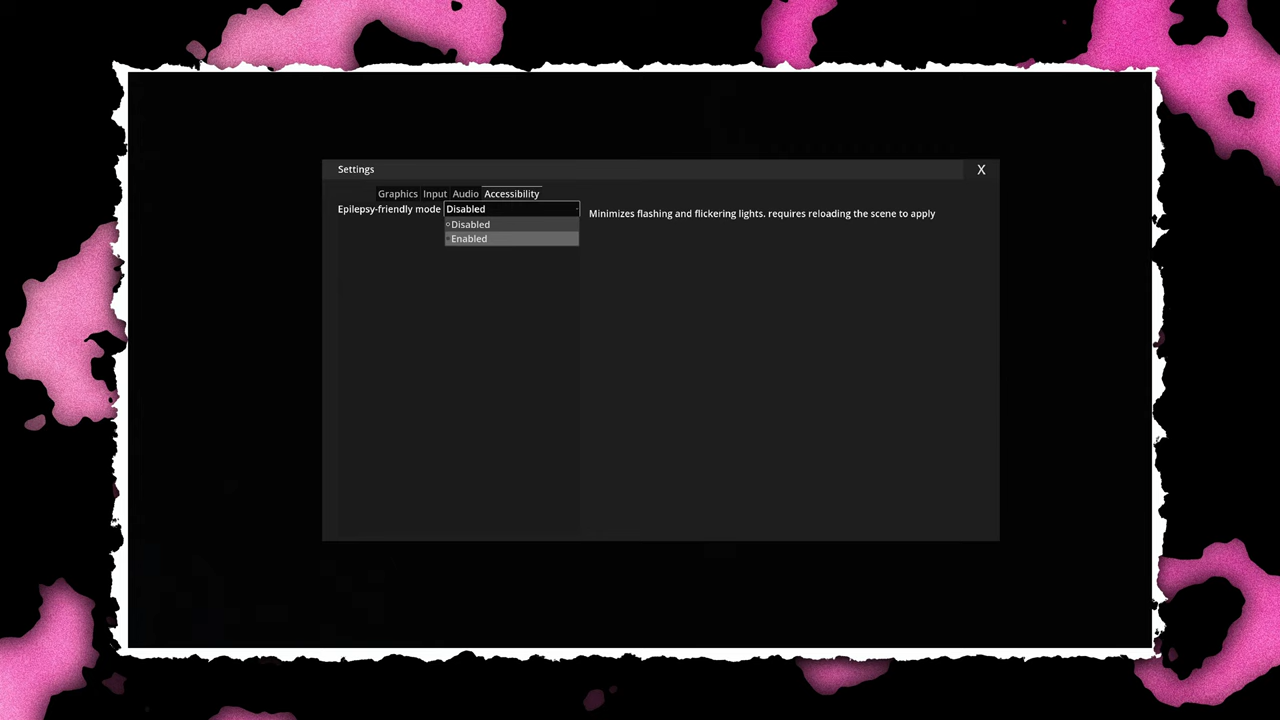 Settings
X
Graphics Input Audio Accessibility
Epilepsy-friendly mode Disabled
Minimizes flashing and flickering lights. requires reloading the scene to apply
Disabled
Enabled